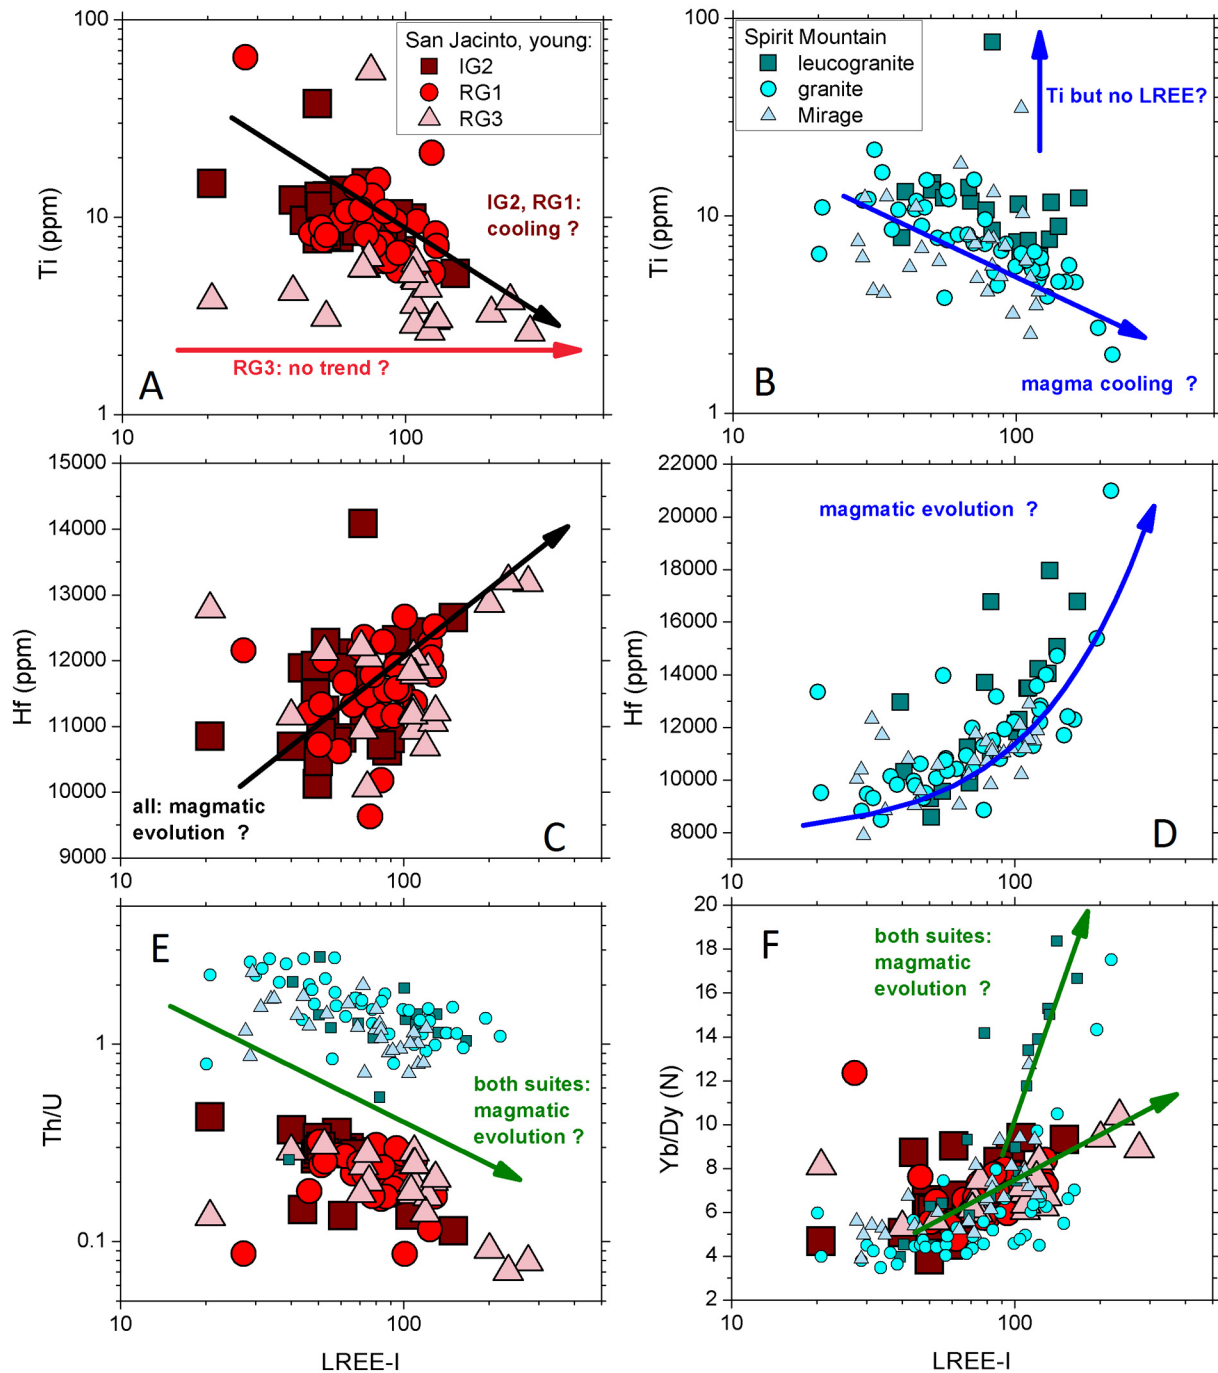 San Jacinto, young:
IG2
RG1
RG3
IG2, RG1:
cooling ?
RG3: no trend ?
A
Ti (ppm)
100
10
1
10
100
Spirit Mountain
leucogranite
granite
Mirage
Ti but no LREE?
magma cooling ?
B
Ti (ppm)
100
10
1
10
100
Hf (ppm)
15000
14000
13000
12000
11000
10000
9000
all: magmatic
evolution ?
C
10
100
Hf (ppm)
22000
20000
18000
16000
14000
12000
10000
8000
magmatic evolution ?
D
10
100
E
Th/U
1
0.1
both suites:
magmatic
evolution ?
10
100
LREE-I
F
Yb/Dy (N)
20
18
16
14
12
10
8
6
4
2
both suites:
magmatic
evolution ?
10
100
LREE-I